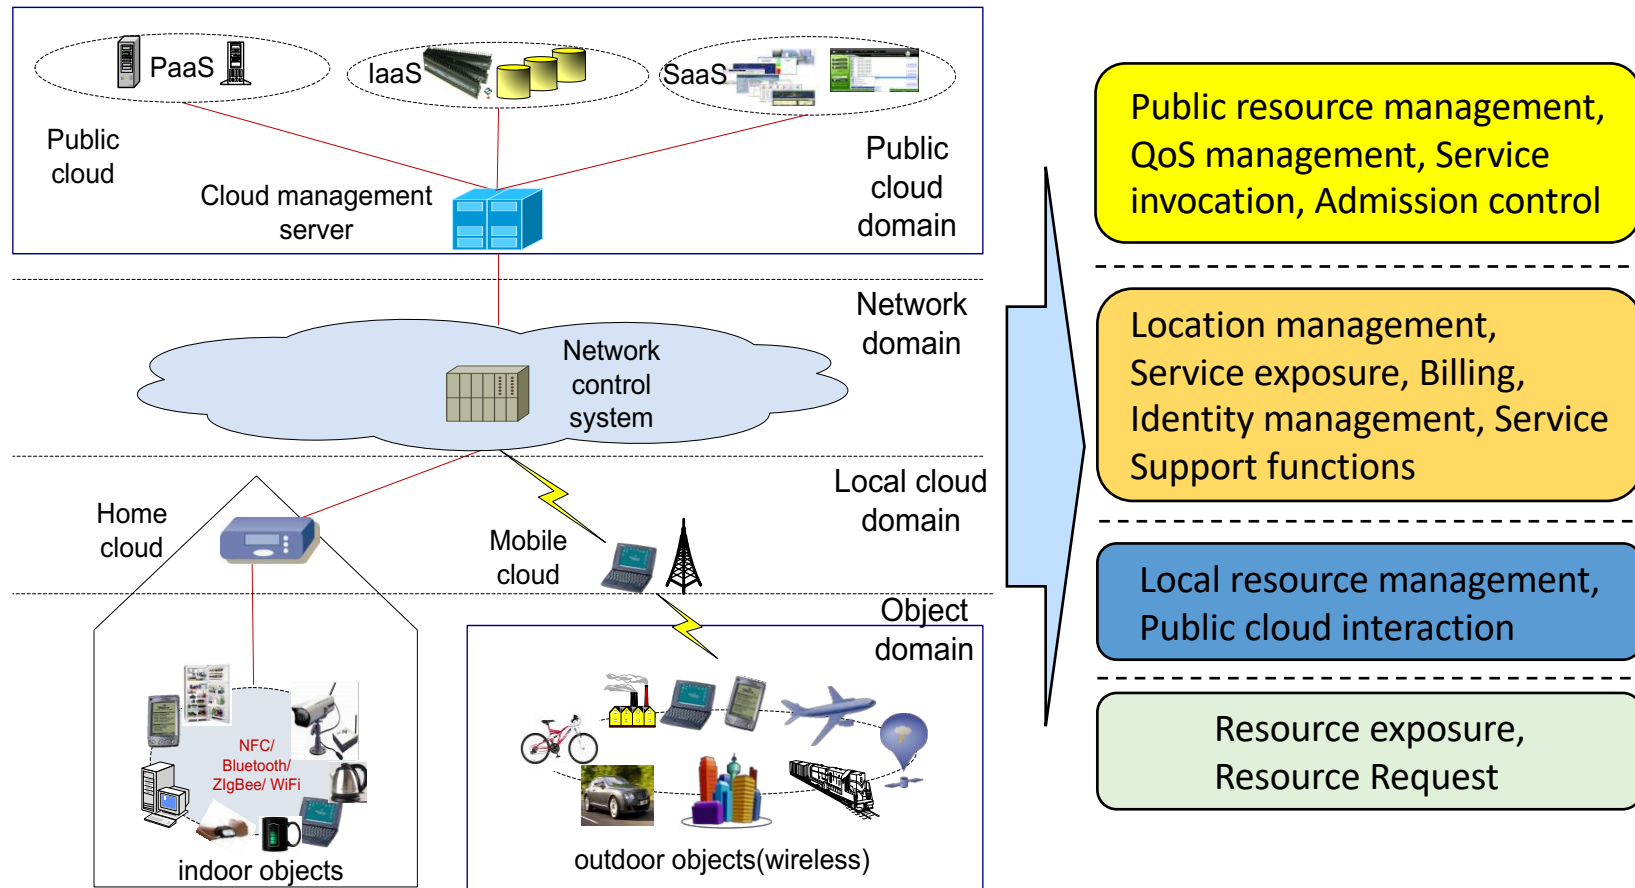 PaaS
IaaS
SaaS
Public
cloud
Public
cloud
domain
Cloud management
server
Network
domain
Network
control
system
Local cloud
domain
Home
cloud
Mobile
cloud
Object
domain
NFC/
Bluetooth/
ZIgBee/ WiFi
indoor objects
outdoor objects(wireless)
Public resource management,
QoS management, Service
invocation, Admission control
Location management,
Service exposure, Billing,
Identity management, Service
Support functions
Local resource management,
Public cloud interaction
Resource exposure,
Resource Request